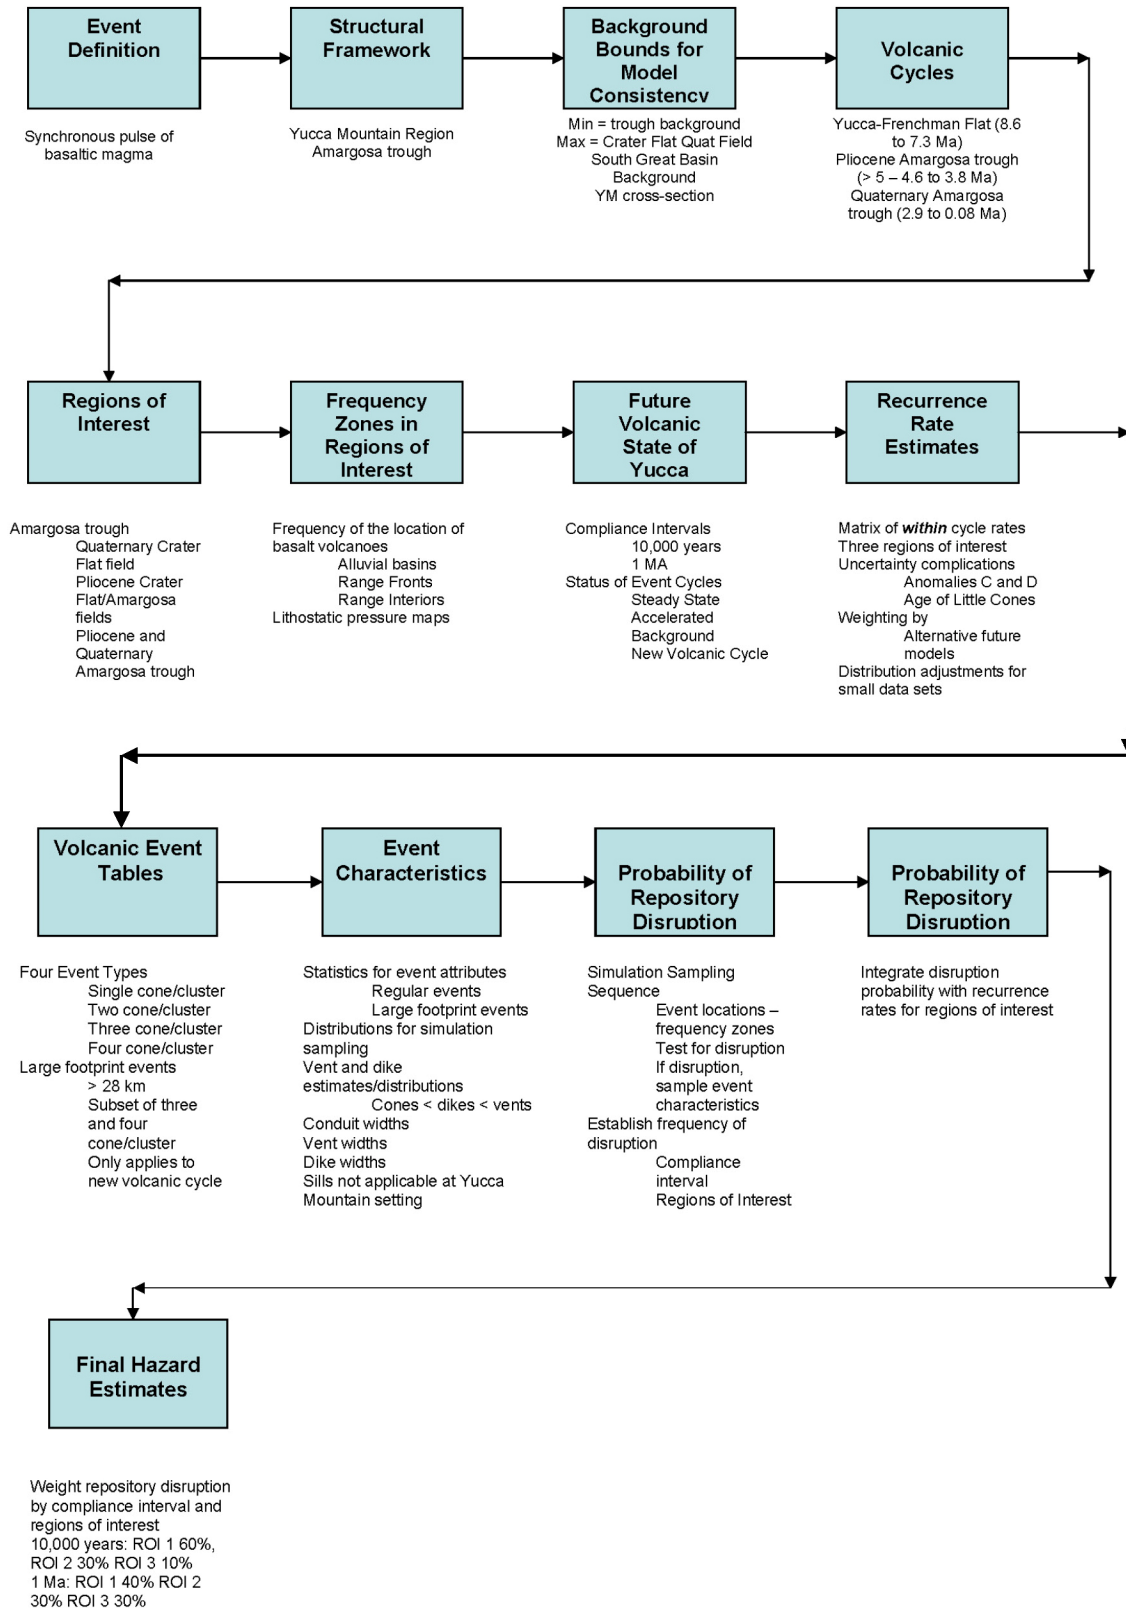 Event
Definition
Synchronous pulse of
basaltic magma
Structural
Framework
Yucca Mountain Region
Amargosa trough
Background
Bounds for
Model
Consistency
Min = trough background
Max = Crater Flat Quat Field
South Great Basin
Background
YM cross-section
Volcanic
Cycles
Yucca-Frenchman Flat (8.6
to 7.3 Ma)
Pliocene Amargosa trough
(> 5 – 4.6 to 3.8 Ma)
Quaternary Amargosa
trough (2.9 to 0.08 Ma)
Regions of
Interest
Amargosa trough
Quaternary Crater
Flat field
Pliocene Crater
Flat/Amargosa
fields
Pliocene and
Quaternary
Amargosa trough
Frequency
Zones in
Regions of
Interest
Frequency of the location of
basalt volcanoes
Alluvial basins
Range Fronts
Range Interiors
Lithostatic pressure maps
Future
Volcanic
State of
Yucca
Compliance Intervals
10,000 years
1 MA
Status of Event Cycles
Steady State
Accelerated
Background
New Volcanic Cycle
Recurrence
Rate
Estimates
Matrix of within cycle rates
Three regions of interest
Uncertainty complications
Anomalies C and D
Age of Little Cones
Weighting by
Alternative future
models
Distribution adjustments for
small data sets
Volcanic Event
Tables
Four Event Types
Single cone/cluster
Two cone/cluster
Three cone/cluster
Four cone/cluster
Large footprint events
> 28 km
Subset of three
and four
cone/cluster
Only applies to
new volcanic cycle
Event
Characteristics
Statistics for event attributes
Regular events
Large footprint events
Distributions for simulation
sampling
Vent and dike
estimates/distributions
Cones < dikes < vents
Conduit widths
Vent widths
Dike widths
Sills not applicable at Yucca
Mountain setting
Probability of
Repository
Disruption
Simulation Sampling
Sequence
Event locations –
frequency zones
Test for disruption
If disruption,
sample event
characteristics
Establish frequency of
disruption
Compliance
interval
Regions of Interest
Probability of
Repository
Disruption
Integrate disruption
probability with recurrence
rates for regions of interest
Final Hazard
Estimates
Weight repository disruption
by compliance interval and
regions of interest
10,000 years: ROI 1 60%,
ROI 2 30% ROI 3 10%
1 Ma: ROI 1 40% ROI 2
30% ROI 3 30%